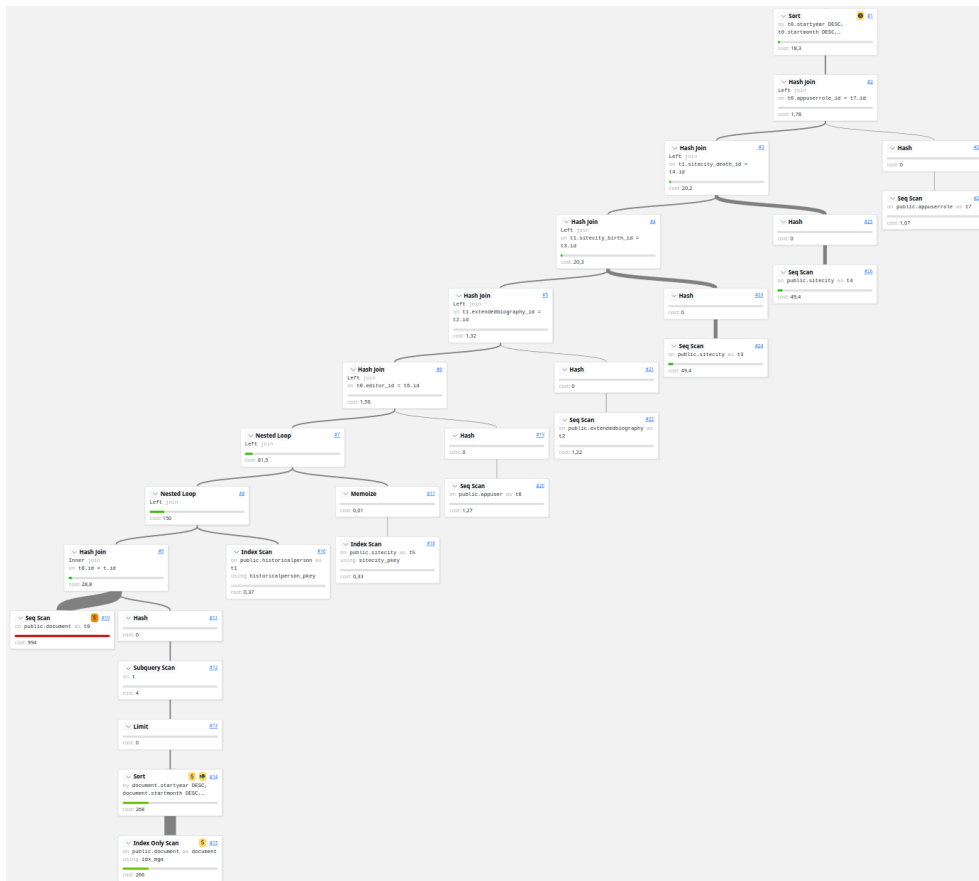 Sort #1
by t0.startyear DESC,
t0.startmonth DESC,…
cost: 18,3
Hash Join #2
Left join
on t6.appuserrole_id = t7.id
cost: 1,78
Hash Join #3
Left join
on t1.sitecity_death_id =
t4.id
cost: 20,2
Hash
cost: 0
Seq Scan
on public.appuserrole as t7
cost: 1,07
Hash Join #4
Left join
on t1.sitecity_birth_id =
t3.id
cost: 20,3
Hash #25
cost: 0
Seq Scan #26
on public.sitecity as t4
cost: 49,4
Hash Join #5
Left join
on t1.extendedbiography_id =
t2.id
cost: 1,32
Hash #23
cost: 0
Seq Scan #24
on public.sitecity as t3
cost: 49,4
Hash Join #6
Left join
on t0.editor_id = t6.id
cost: 1,56
Hash #21
cost: 0
Seq Scan #22
on public.extendedbiography as
t2
cost: 1,22
Nested Loop #7
Left join
cost: 81,5
Hash #19
cost: 0
Seq Scan #20
on public.appuser as t6
cost: 1,27
Nested Loop #8
Left join
cost: 150
Memoize #17
cost: 0,01
Index Scan #18
on public.sitecity as t5
using sitecity_pkey
cost: 0,33
Hash Join #9
Inner join
on t0.id = t.id
cost: 28,8
Index Scan #16
on public.historicalperson as
t1
using historicalperson_pkey
cost: 0,37
Seq Scan S #10
on public.document as t0
cost: 994
Hash #11
cost: 0
Subquery Scan #12
on t
cost: 4
Limit #13
cost: 0
Sort S #14
by document.startyear DESC,
document.startmonth DESC,…
cost: 268
Index Only Scan S #15
on public.document as document
using idx_mga
cost: 266